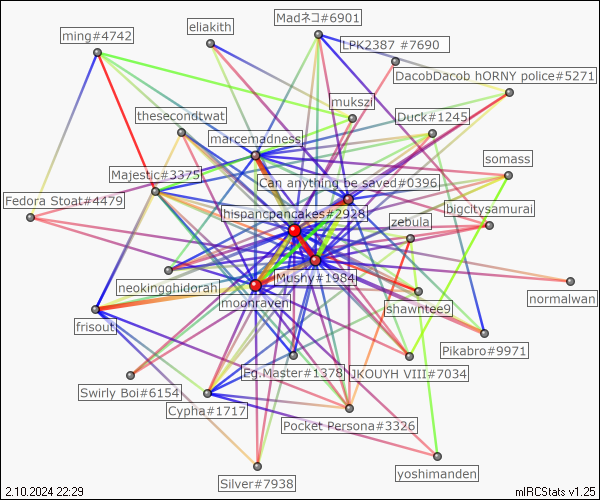 Madネコ#6901
ming#4742
eliakith
LPK2387 #7690
DacobDacob hORNY police#5271
mukszi
thesecondtwat
Duck#1245
marcemadness
somass
Majestic#3375
Can anything be saved#0396
Fedora Stoat#4479
hispancpancakes#2928
bigcitysamurai
zebula
neokingghidorah
Mushy#1984
moonraven
normalwan
shawntee9
frisout
Pikabro#9971
Eg.Master#1378
JKOUYH VIII#7034
Swirly Boi#6154
Cypha#1717
Pocket Persona#3326
yoshimanden
Silver#7938
2.10.2024 22:29
mIRCStats v1.25